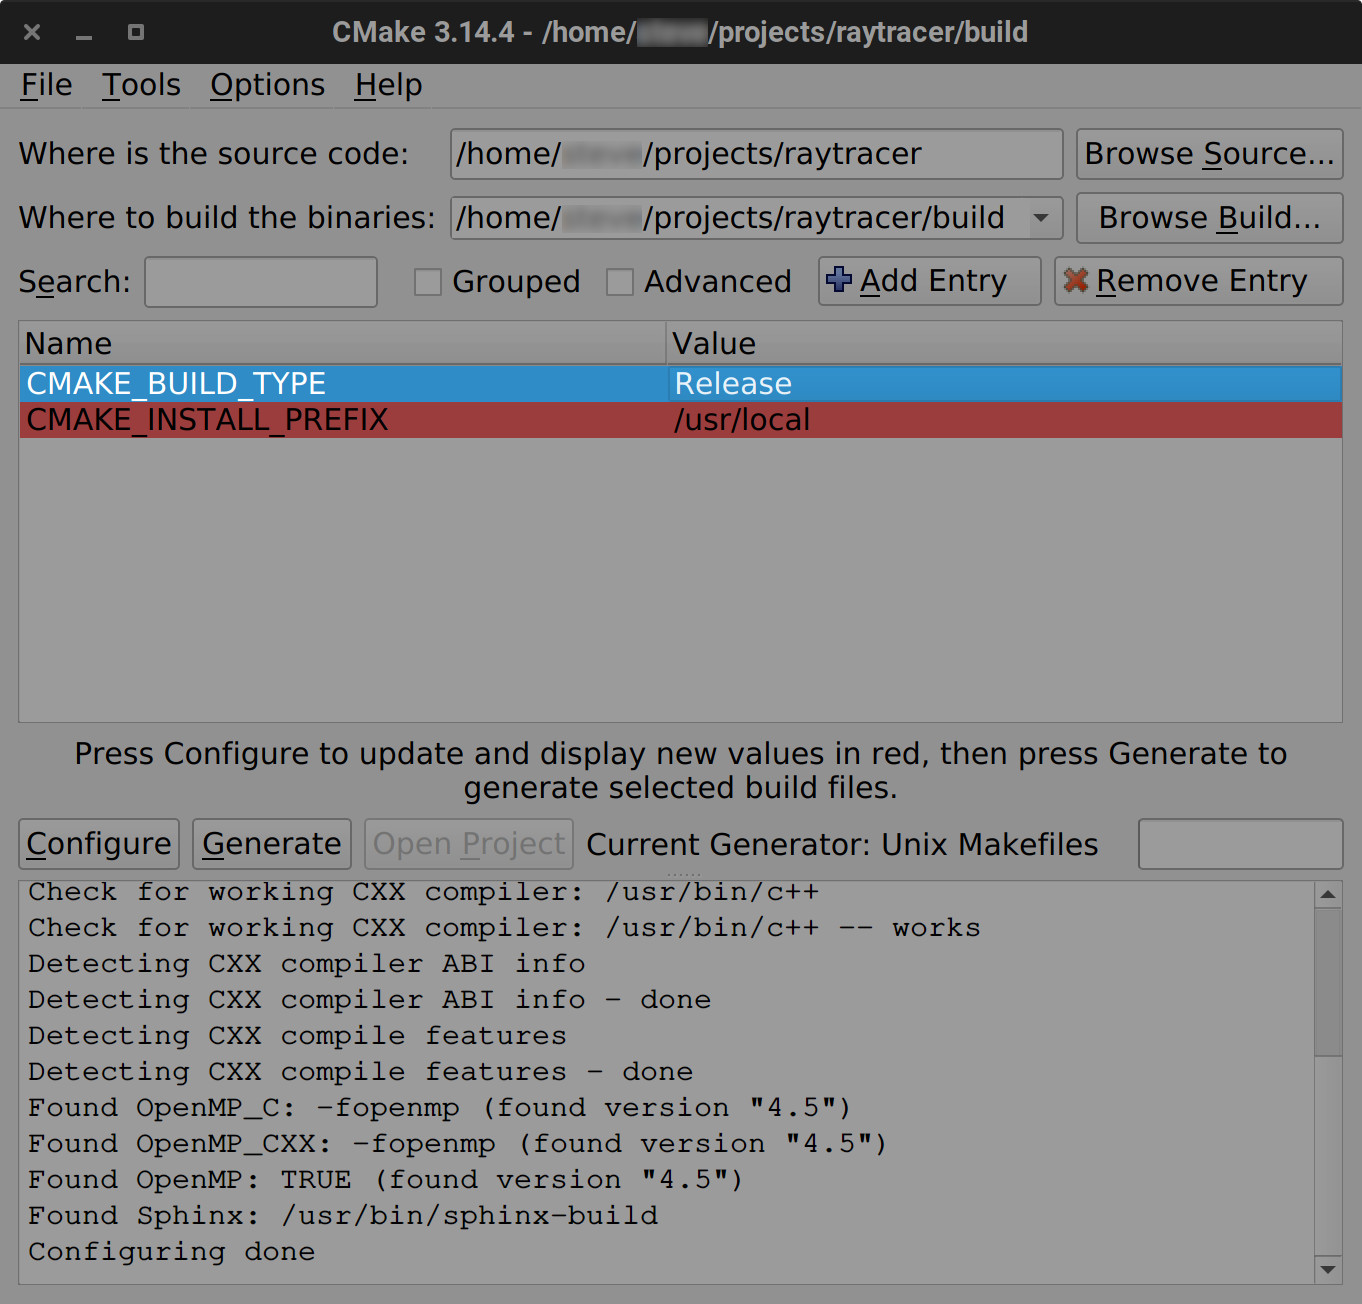 CMake 3.14.4 - /home/ /projects/raytracer/build
File Tools Options Help
Where is the source code: /home/ /projects/raytracer Browse Source...
Where to build the binaries: /home/ /projects/raytracer/build Browse Build...
Search: Grouped Advanced Add Entry Remove Entry
Name Value
CMAKE_BUILD_TYPE Release
CMAKE_INSTALL_PREFIX /usr/local
Press Configure to update and display new values in red, then press Generate to
generate selected build files.
Configure Generate Open Project Current Generator: Unix Makefiles
Check for working CXX compiler: /usr/bin/c++
Check for working CXX compiler: /usr/bin/c++ -- works
Detecting CXX compiler ABI info
Detecting CXX compiler ABI info - done
Detecting CXX compile features
Detecting CXX compile features - done
Found OpenMP_C: -fopenmp (found version "4.5")
Found OpenMP_CXX: -fopenmp (found version "4.5")
Found OpenMP: TRUE (found version "4.5")
Found Sphinx: /usr/bin/sphinx-build
Configuring done